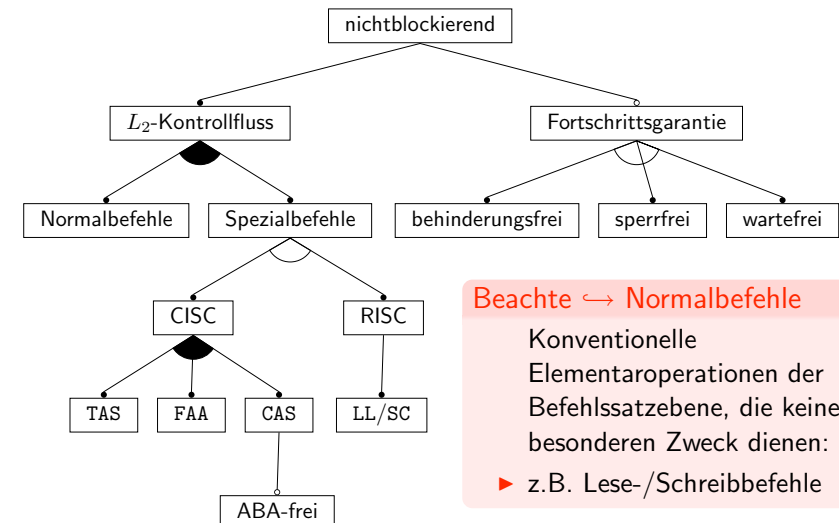 nichtblockierend
L₂-Kontrollfluss
Fortschrittsgarantie
Normalbefehle
Spezialbefehle
behinderungsfrei
sperrfrei
wartefrei
CISC
RISC
TAS
FAA
CAS
LL/SC
ABA-frei
Beachte ↪ Normalbefehle
Konventionelle
Elementaroperationen der
Befehlssatzebene, die keine
besonderen Zweck dienen:
▶ z.B. Lese-/Schreibbefehle